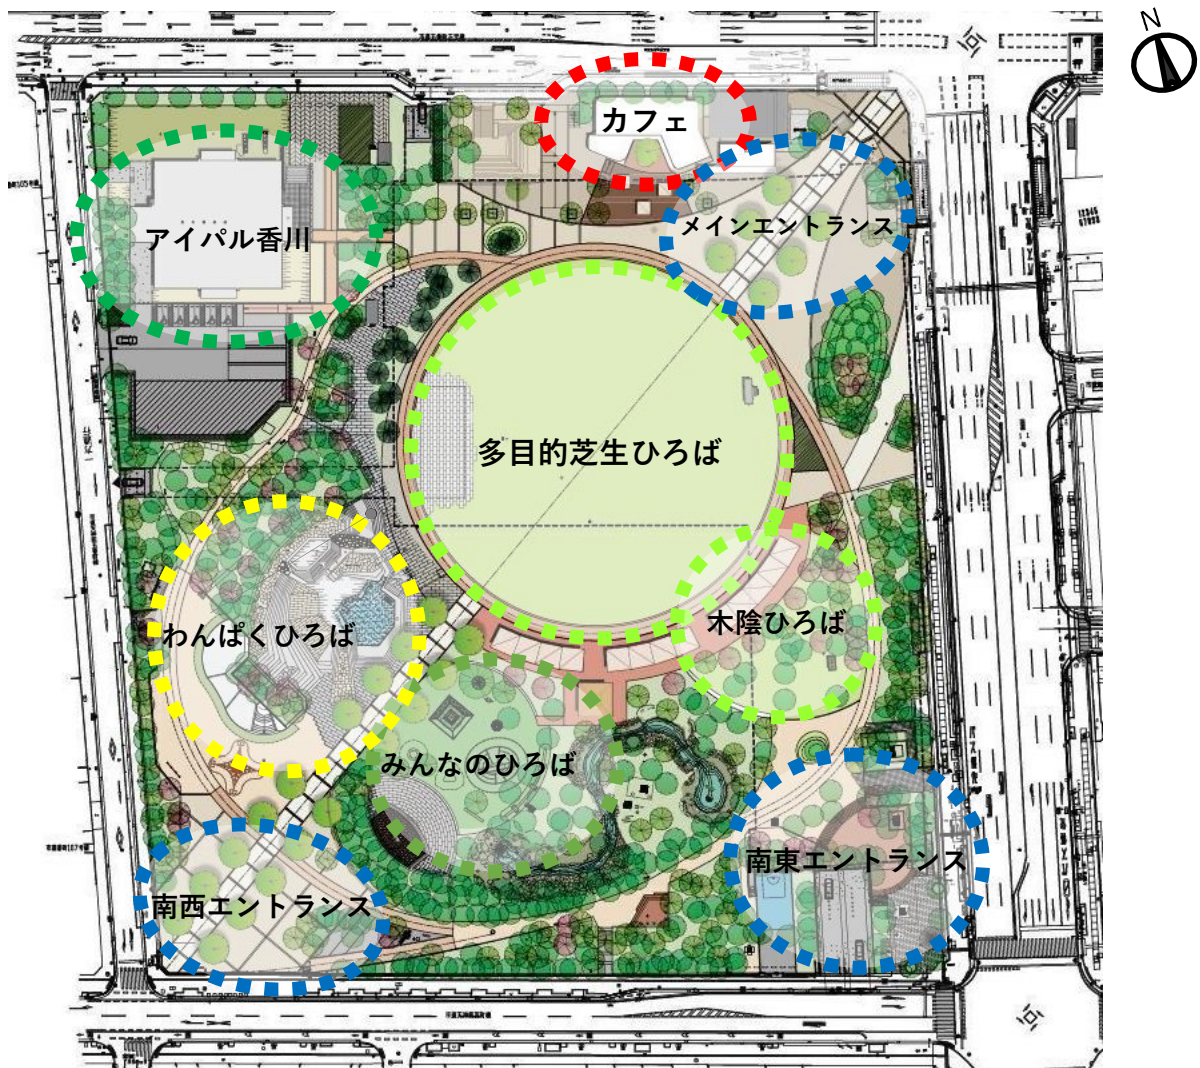 N
カフェ
メインエントランス
アイパル香川
多目的芝生ひろば
木陰ひろば
わんぱくひろば
みんなのひろば
南東エントランス
南西エントランス